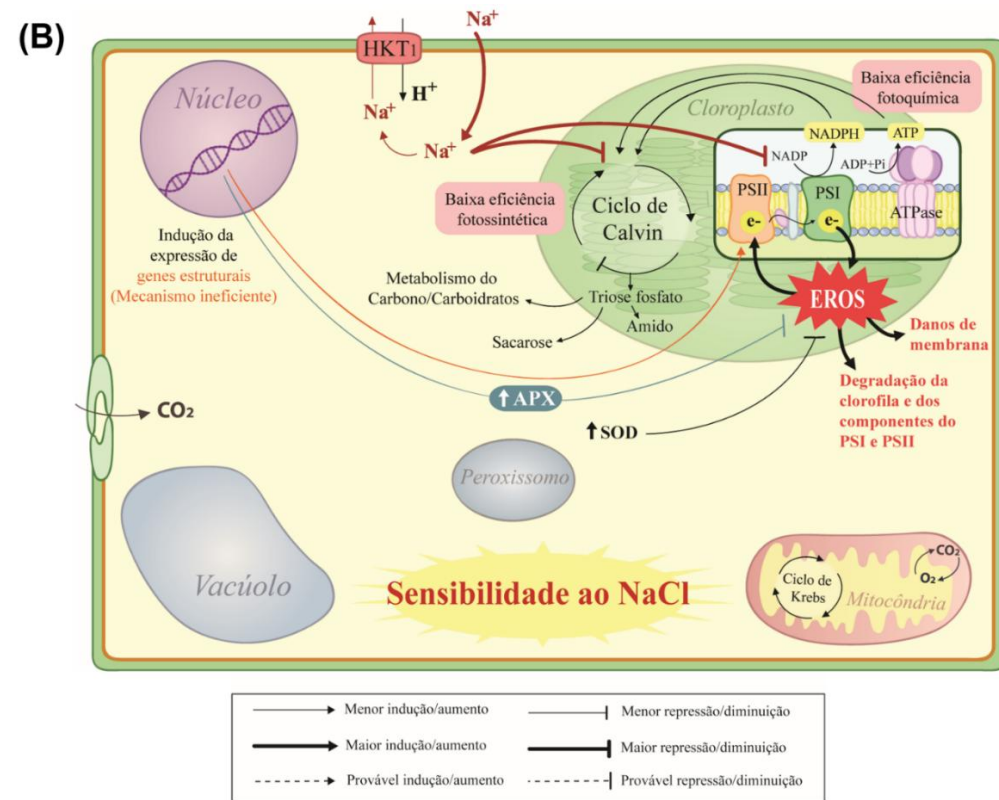 (B)
Na⁺
HKT1
H⁺
Na⁺
Na⁺
Núcleo
Indução da
expressão de
genes estruturais
(Mecanismo ineficiente)
Baixa eficiência
fotossintética
Cloroplasto
Baixa eficiência
fotoquímica
NADPH
ATP
NADP
ADP+Pi
PSII
PSI
e-
e-
ATPase
Ciclo de
Calvin
Metabolismo do
Carbono/Carboidratos
Triose fosfato
Amido
Sacarose
EROS
Danos de
membrana
Degradação da
clorofila e dos
componentes do
PSI e PSII
CO₂
APX
SOD
Peroxissomo
Vacúolo
Sensibilidade ao NaCl
Ciclo de
Krebs
CO₂
O₂
Mitocôndria
Menor indução/aumento
Menor repressão/diminuição
Maior indução/aumento
Maior repressão/diminuição
Provável indução/aumento
Provável repressão/diminuição